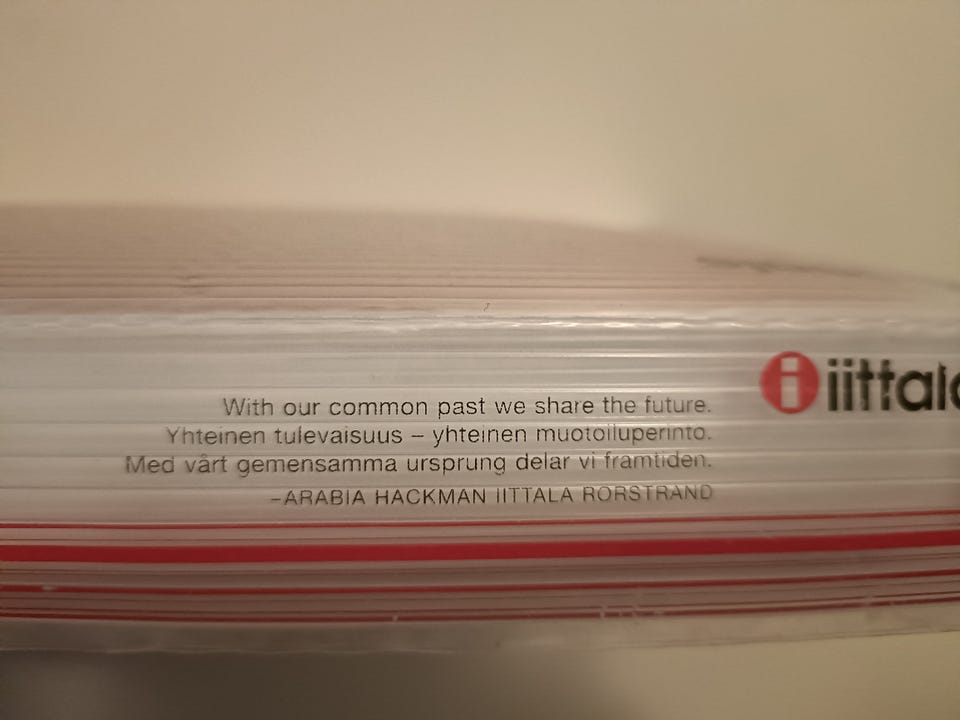 With our common past we share the future.
Yhteinen tulevaisuus – yhteinen muotoiluperinto.
Med vårt gemensamma ursprung delar vi framtiden.
–ARABIA HACKMAN IITTALA RORSTRAND
i iittala